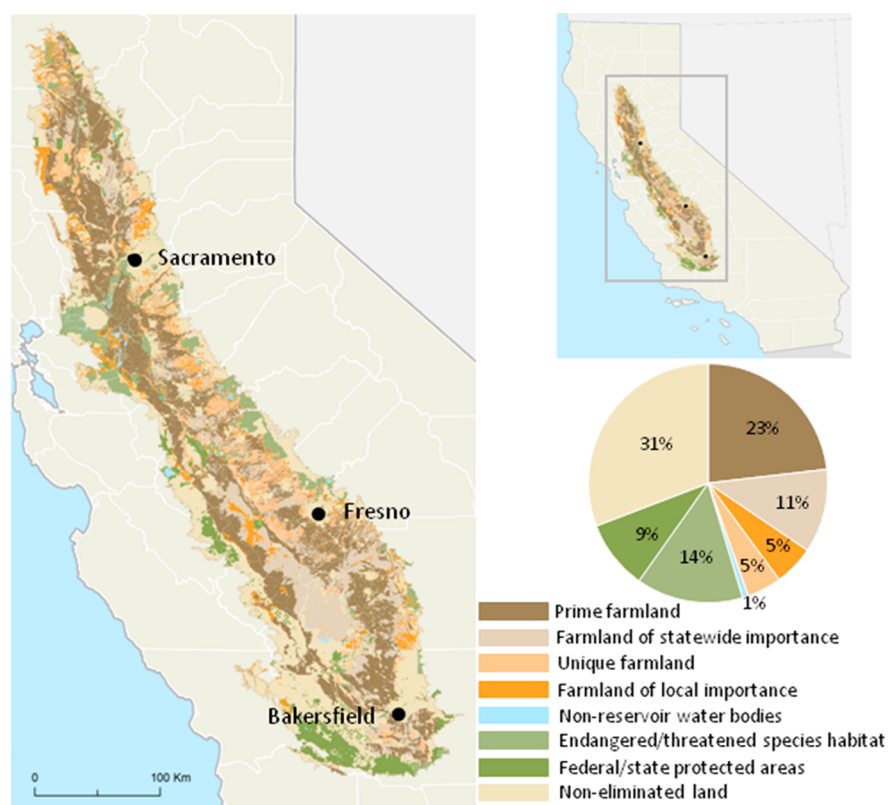 Sacramento
Fresno
Bakersfield
0 100 Km
31%
23%
11%
5%
5%
1%
14%
9%
Prime farmland
Farmland of statewide importance
Unique farmland
Farmland of local importance
Non-reservoir water bodies
Endangered/threatened species habitat
Federal/state protected areas
Non-eliminated land